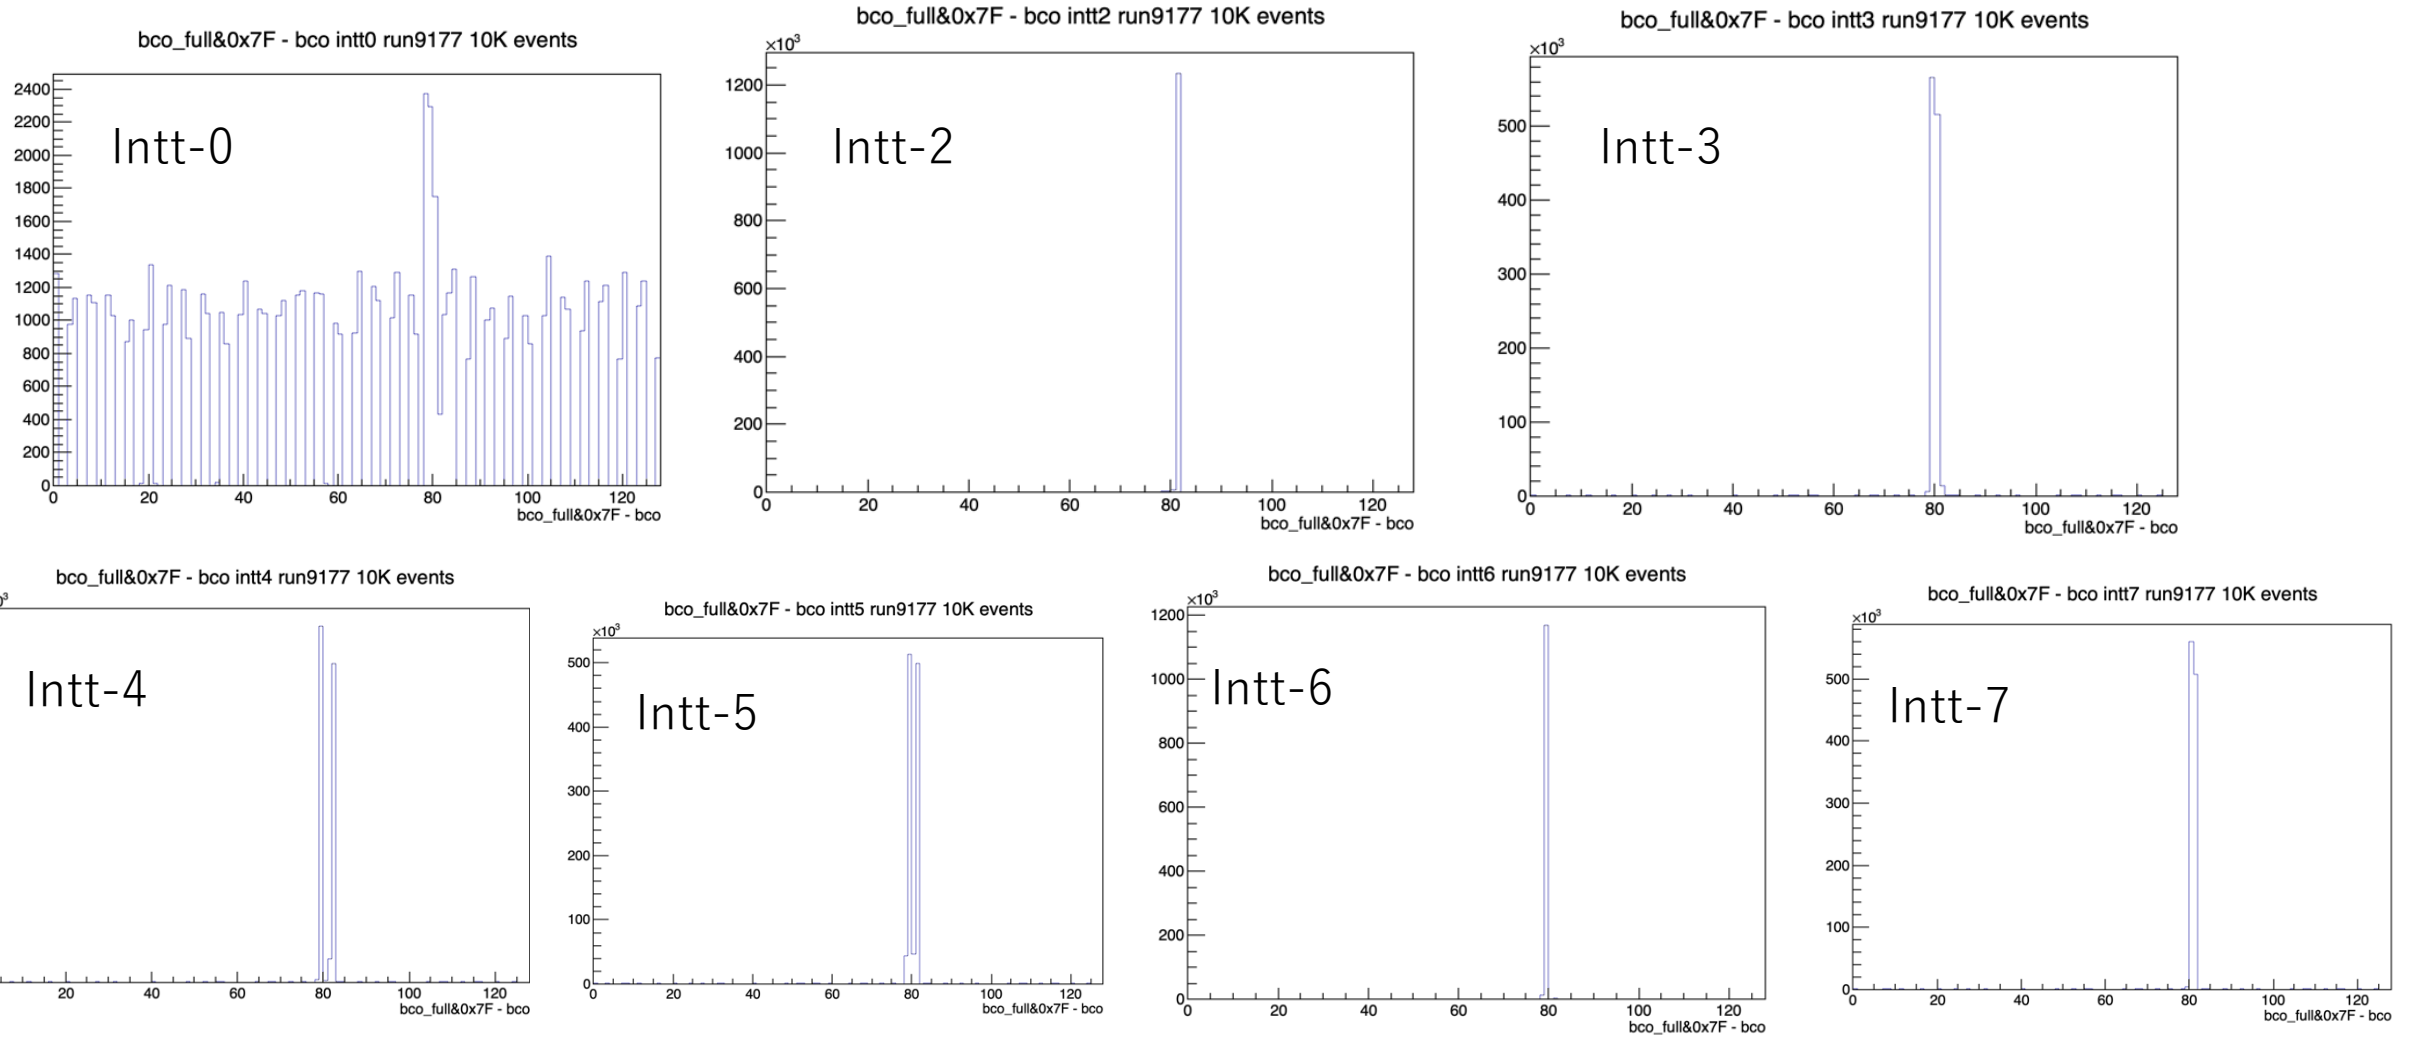 bco_full&0x7F - bco intt0 run9177 10K events
Intt-0
2400
2200
2000
1800
1600
1400
1200
1000
800
600
400
200
0
0 20 40 60 80 100 120
bco_full&0x7F - bco
bco_full&0x7F - bco intt2 run9177 10K events
×10³
Intt-2
1200
1000
800
600
400
200
0
0 20 40 60 80 100 120
bco_full&0x7F - bco
bco_full&0x7F - bco intt3 run9177 10K events
×10³
Intt-3
500
400
300
200
100
0
0 20 40 60 80 100 120
bco_full&0x7F - bco
bco_full&0x7F - bco intt4 run9177 10K events
Intt-4
20 40 60 80 100 120
bco_full&0x7F - bco
bco_full&0x7F - bco intt5 run9177 10K events
×10³
Intt-5
500
400
300
200
100
0
0 20 40 60 80 100 120
bco_full&0x7F - bco
bco_full&0x7F - bco intt6 run9177 10K events
×10³
Intt-6
1200
1000
800
600
400
200
0
0 20 40 60 80 100 120
bco_full&0x7F - bco
bco_full&0x7F - bco intt7 run9177 10K events
×10³
Intt-7
500
400
300
200
100
0
0 20 40 60 80 100 120
bco_full&0x7F - bco